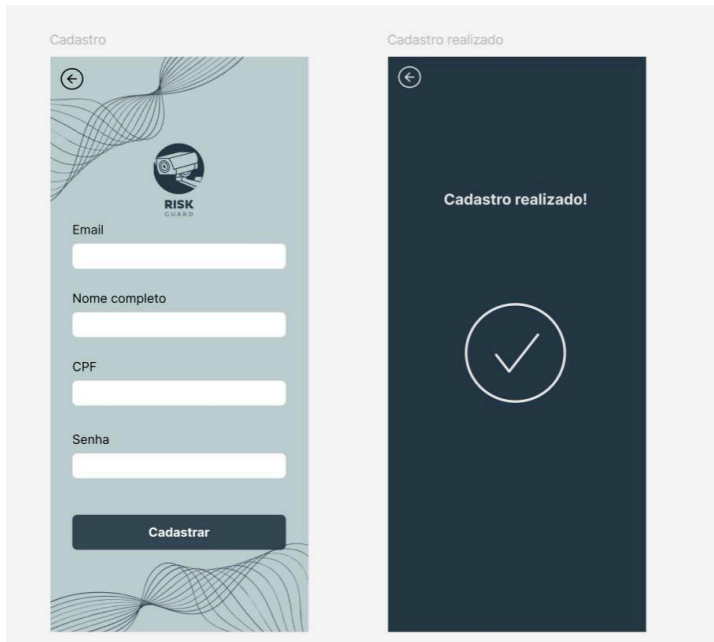 Cadastro
RISK
GUARD
Email
Nome completo
CPF
Senha
Cadastrar
Cadastro realizado
Cadastro realizado!